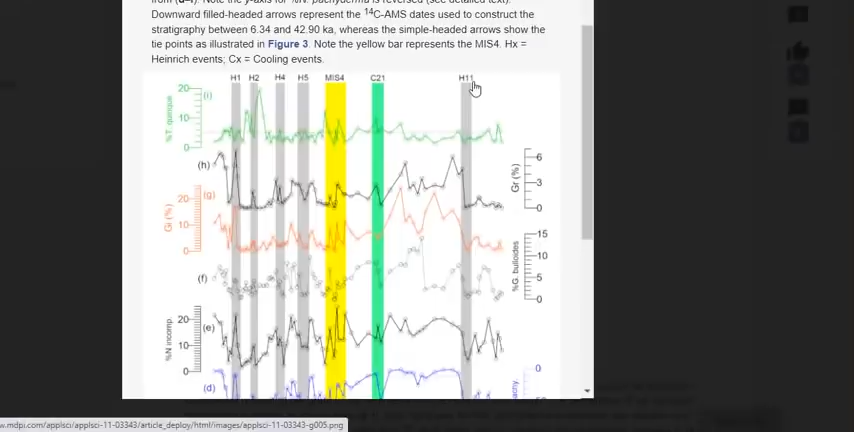 from (d–i). Note the y-axis for %N. pachyderma is reversed (see detailed text).
Downward filled-headed arrows represent the 14C-AMS dates used to construct the
stratigraphy between 6.34 and 42.90 ka, whereas the simple-headed arrows show the
tie points as illustrated in Figure 3. Note the yellow bar represents the MIS4. Hx =
Heinrich events; Cx = Cooling events.
H1 H2 H4 H5 MIS4 C21 H11
%T. quinque
20
10
0
(i)
(h)
Gr (%)
6
3
0
Gi (%)
20
10
0
(g)
(f)
%G. bulloides
15
10
5
0
%N incomp.
20
10
0
(e)
(d)
0
w.mdpi.com/applsci/applsci-11-03343/article_deploy/html/images/applsci-11-03343-g005.png